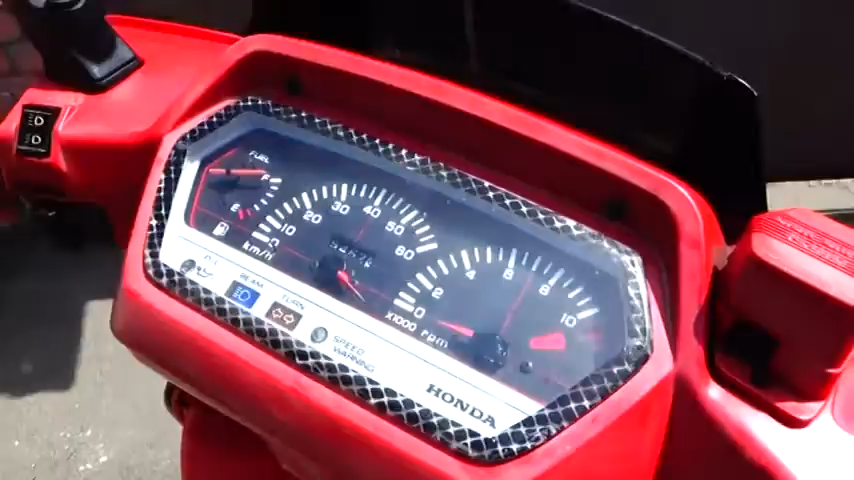 FUEL
F
E
0 10 20 30 40 50 60
km/h
0 2 4 6 8 10
x1000 rpm
OIL
BEAM
TURN
SPEED
WARNING
HONDA